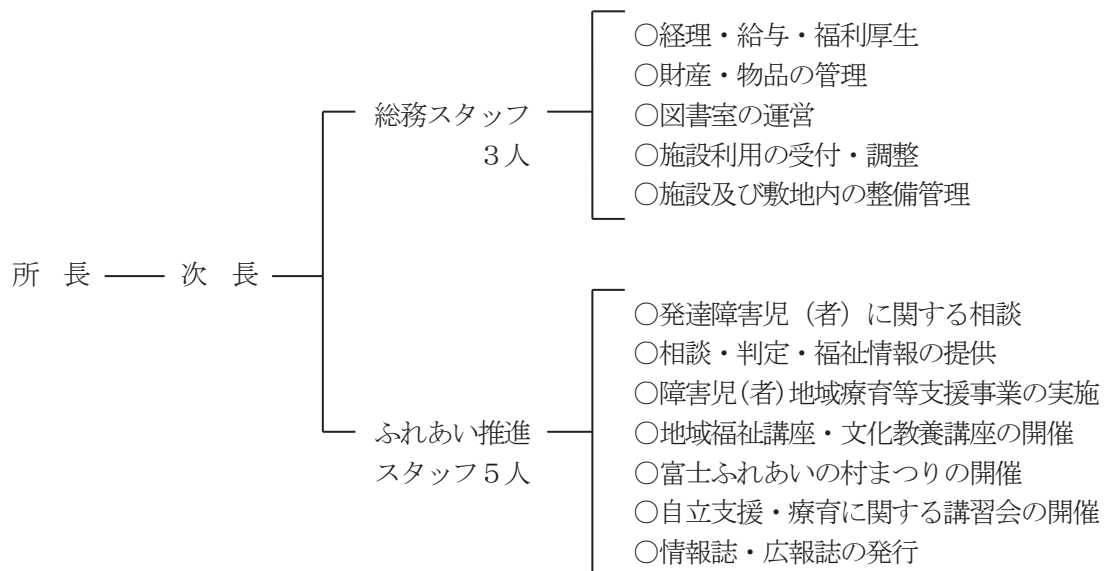 ○経理・給与・福利厚生
○財産・物品の管理
総務スタッフ
○図書室の運営
3人
○施設利用の受付・調整
○施設及び敷地内の整備管理
所　長
次　長
○発達障害児（者）に関する相談
○相談・判定・福祉情報の提供
○障害児(者)地域療育等支援事業の実施
ふれあい推進
○地域福祉講座・文化教養講座の開催
スタッフ５人
○富士ふれあいの村まつりの開催
○自立支援・療育に関する講習会の開催
○情報誌・広報誌の発行